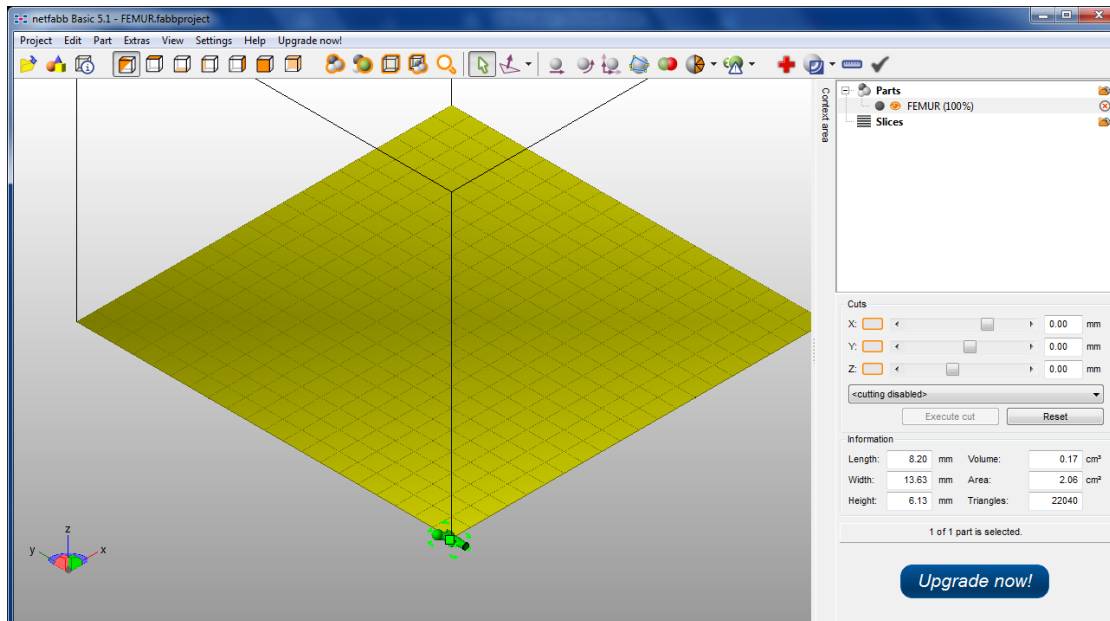 netfabb Basic 5.1 - FEMUR.fabbproject
Project Edit Part Extras View Settings Help Upgrade now!
Context area
Parts
FEMUR (100%)
Slices
Cuts
X: 0.00 mm
Y: 0.00 mm
Z: 0.00 mm
<cutting disabled>
Execute cut Reset
Information
Length: 8.20 mm Volume: 0.17 cm³
Width: 13.63 mm Area: 2.06 cm²
Height: 6.13 mm Triangles: 22040
1 of 1 part is selected.
Upgrade now!
z
y x